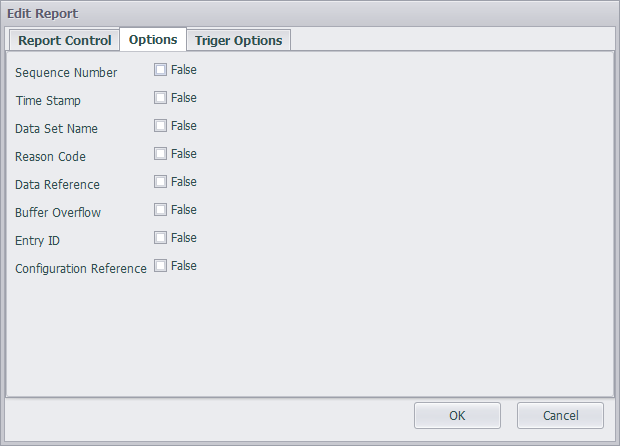 Edit Report
Report Control Options Triger Options
Sequence Number False
Time Stamp False
Data Set Name False
Reason Code False
Data Reference False
Buffer Overflow False
Entry ID False
Configuration Reference False
OK Cancel